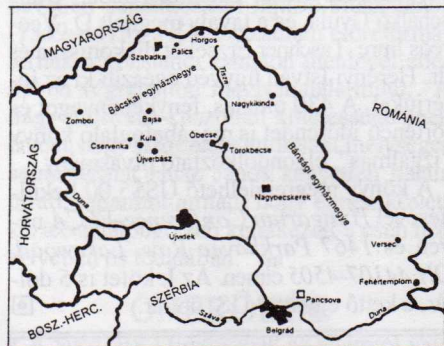 MAGYARORSZÁG
Horgos
Szabadka
Palics
Tisza
ROMÁNIA
Bácskai egyházmegye
Nagykikinda
Zombor
Bajsa
Óbecse
Kula
Cservenka
Törökbecse
Újverbász
Bánsági egyházmegye
HORVÁTORSZÁG
Nagybecskerek
Duna
Újvidék
Versec
Fehértemplom
BOSZ.-HERC.
SZERBIA
Pancsova
Száva
Duna
Belgrád